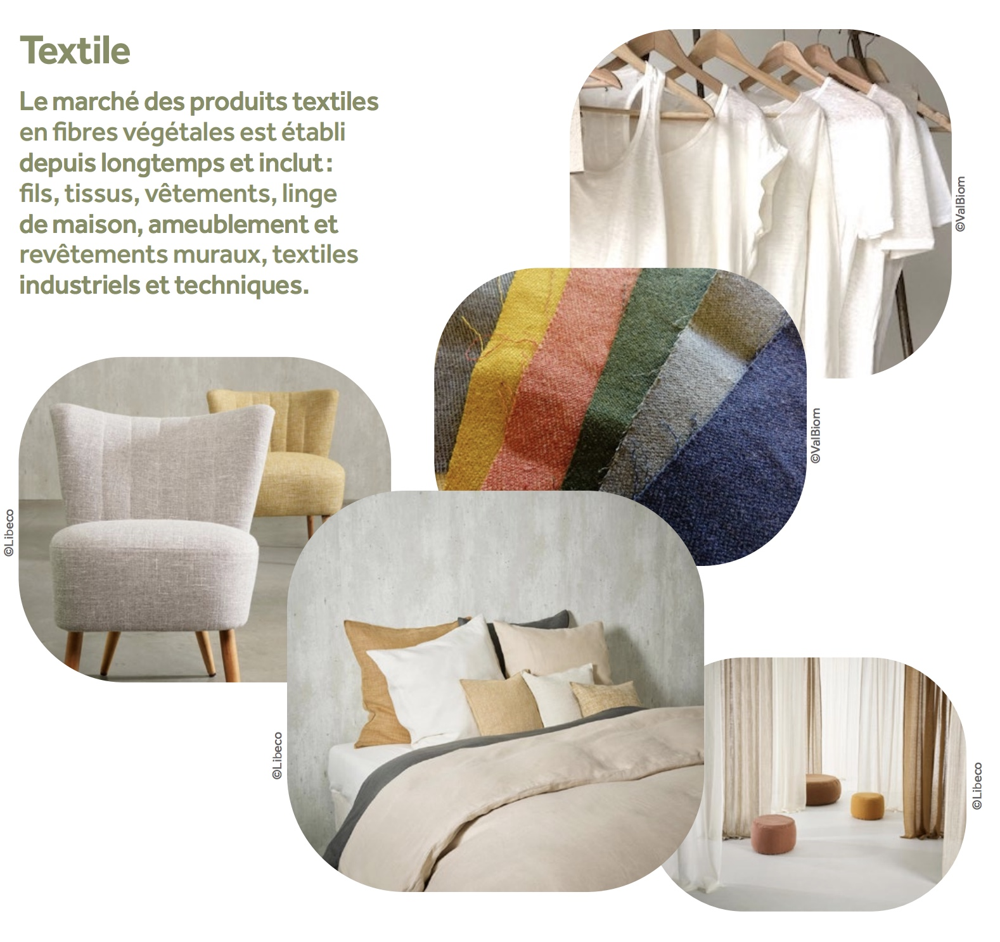 Textile
Le marché des produits textiles
en fibres végétales est établi
depuis longtemps et inclut :
fils, tissus, vêtements, linge
de maison, ameublement et
revêtements muraux, textiles
industriels et techniques.
©ValBiom
©ValBiom
©Libeco
©Libeco
©Libeco